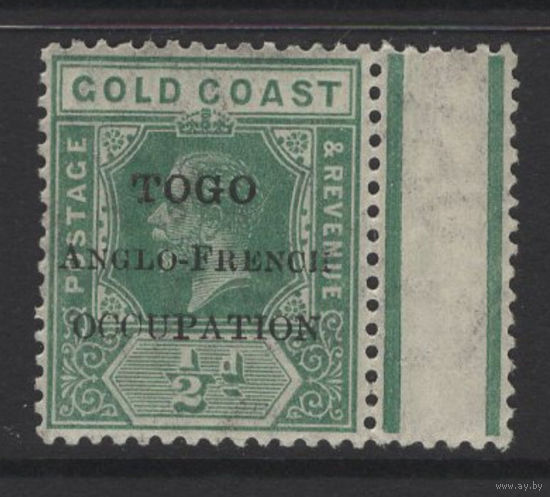 GOLD COAST
POSTAGE
& REVENUE
TOGO
ANGLO-FRENCH
OCCUPATION
½d
www.ay.by